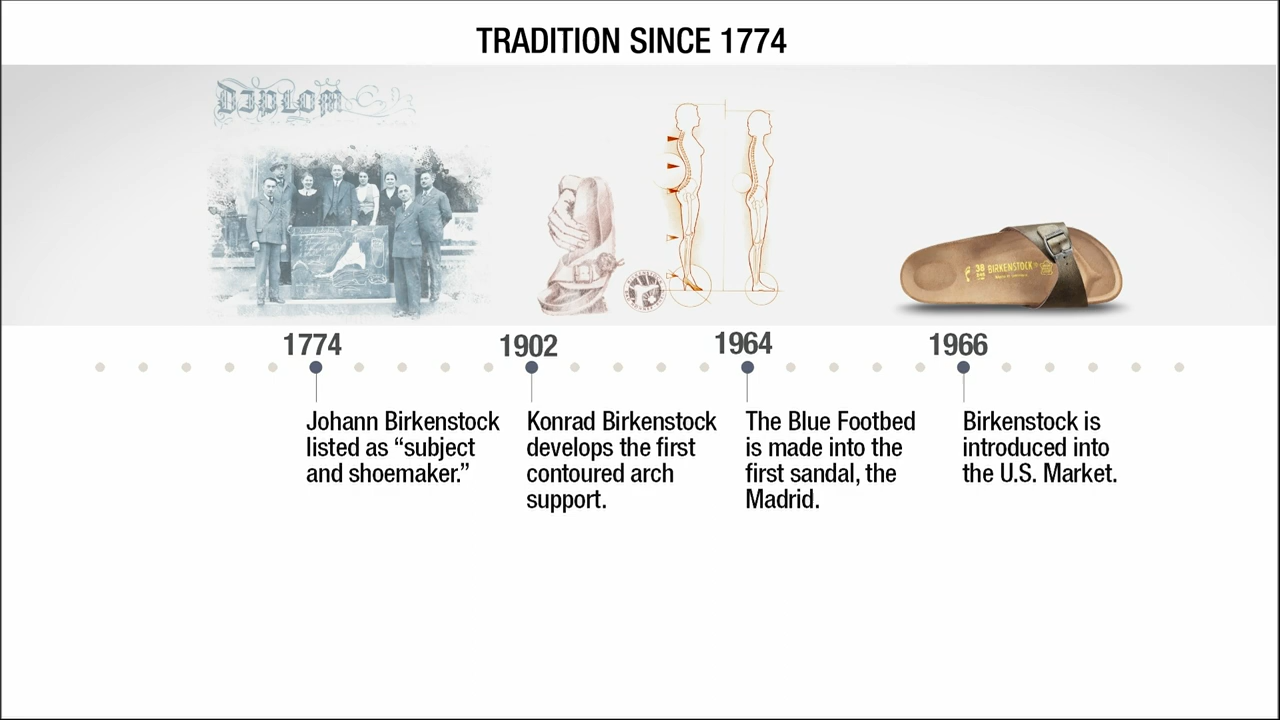 TRADITION SINCE 1774
Diplom
38
BIRKENSTOCK
1774
1902
1964
1966
Johann Birkenstock
listed as “subject
and shoemaker.”
Konrad Birkenstock
develops the first
contoured arch
support.
The Blue Footbed
is made into the
first sandal, the
Madrid.
Birkenstock is
introduced into
the U.S. Market.